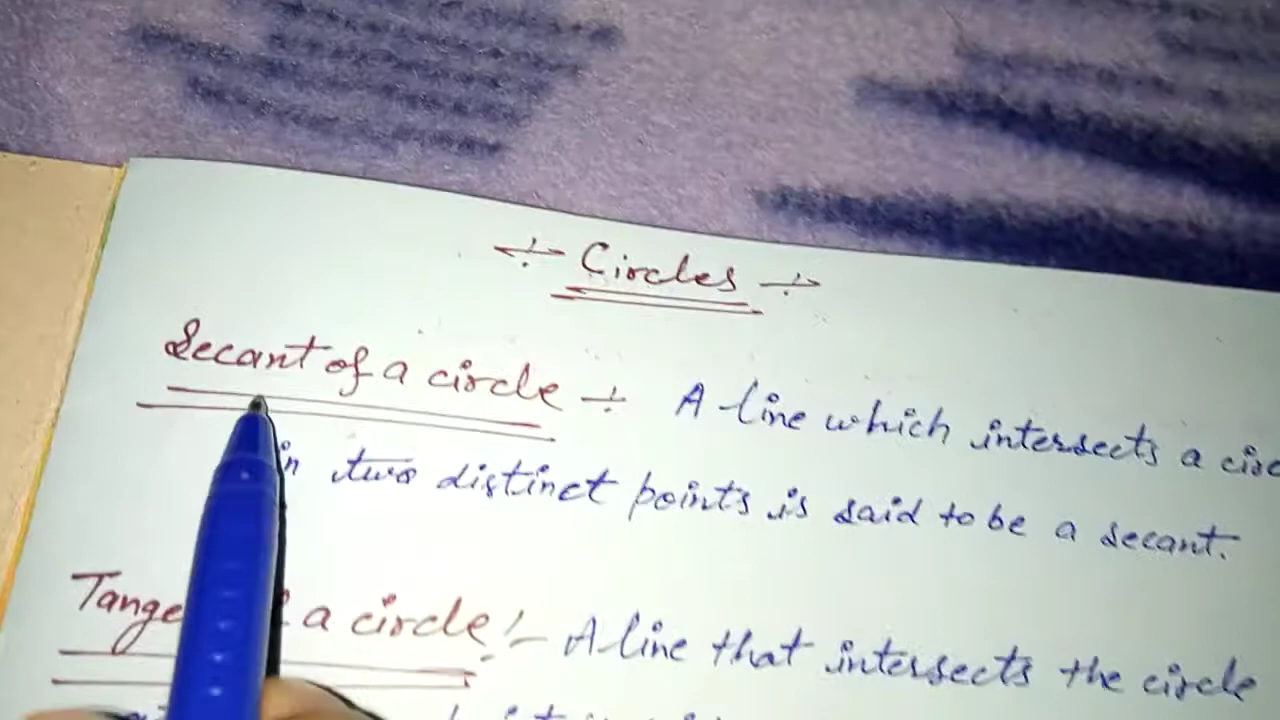 ÷ Circles ÷
Secant of a circle ÷ A line which intersects a circ
in two distinct points is said to be a secant.
Tange a circle :- A line that intersects the circle